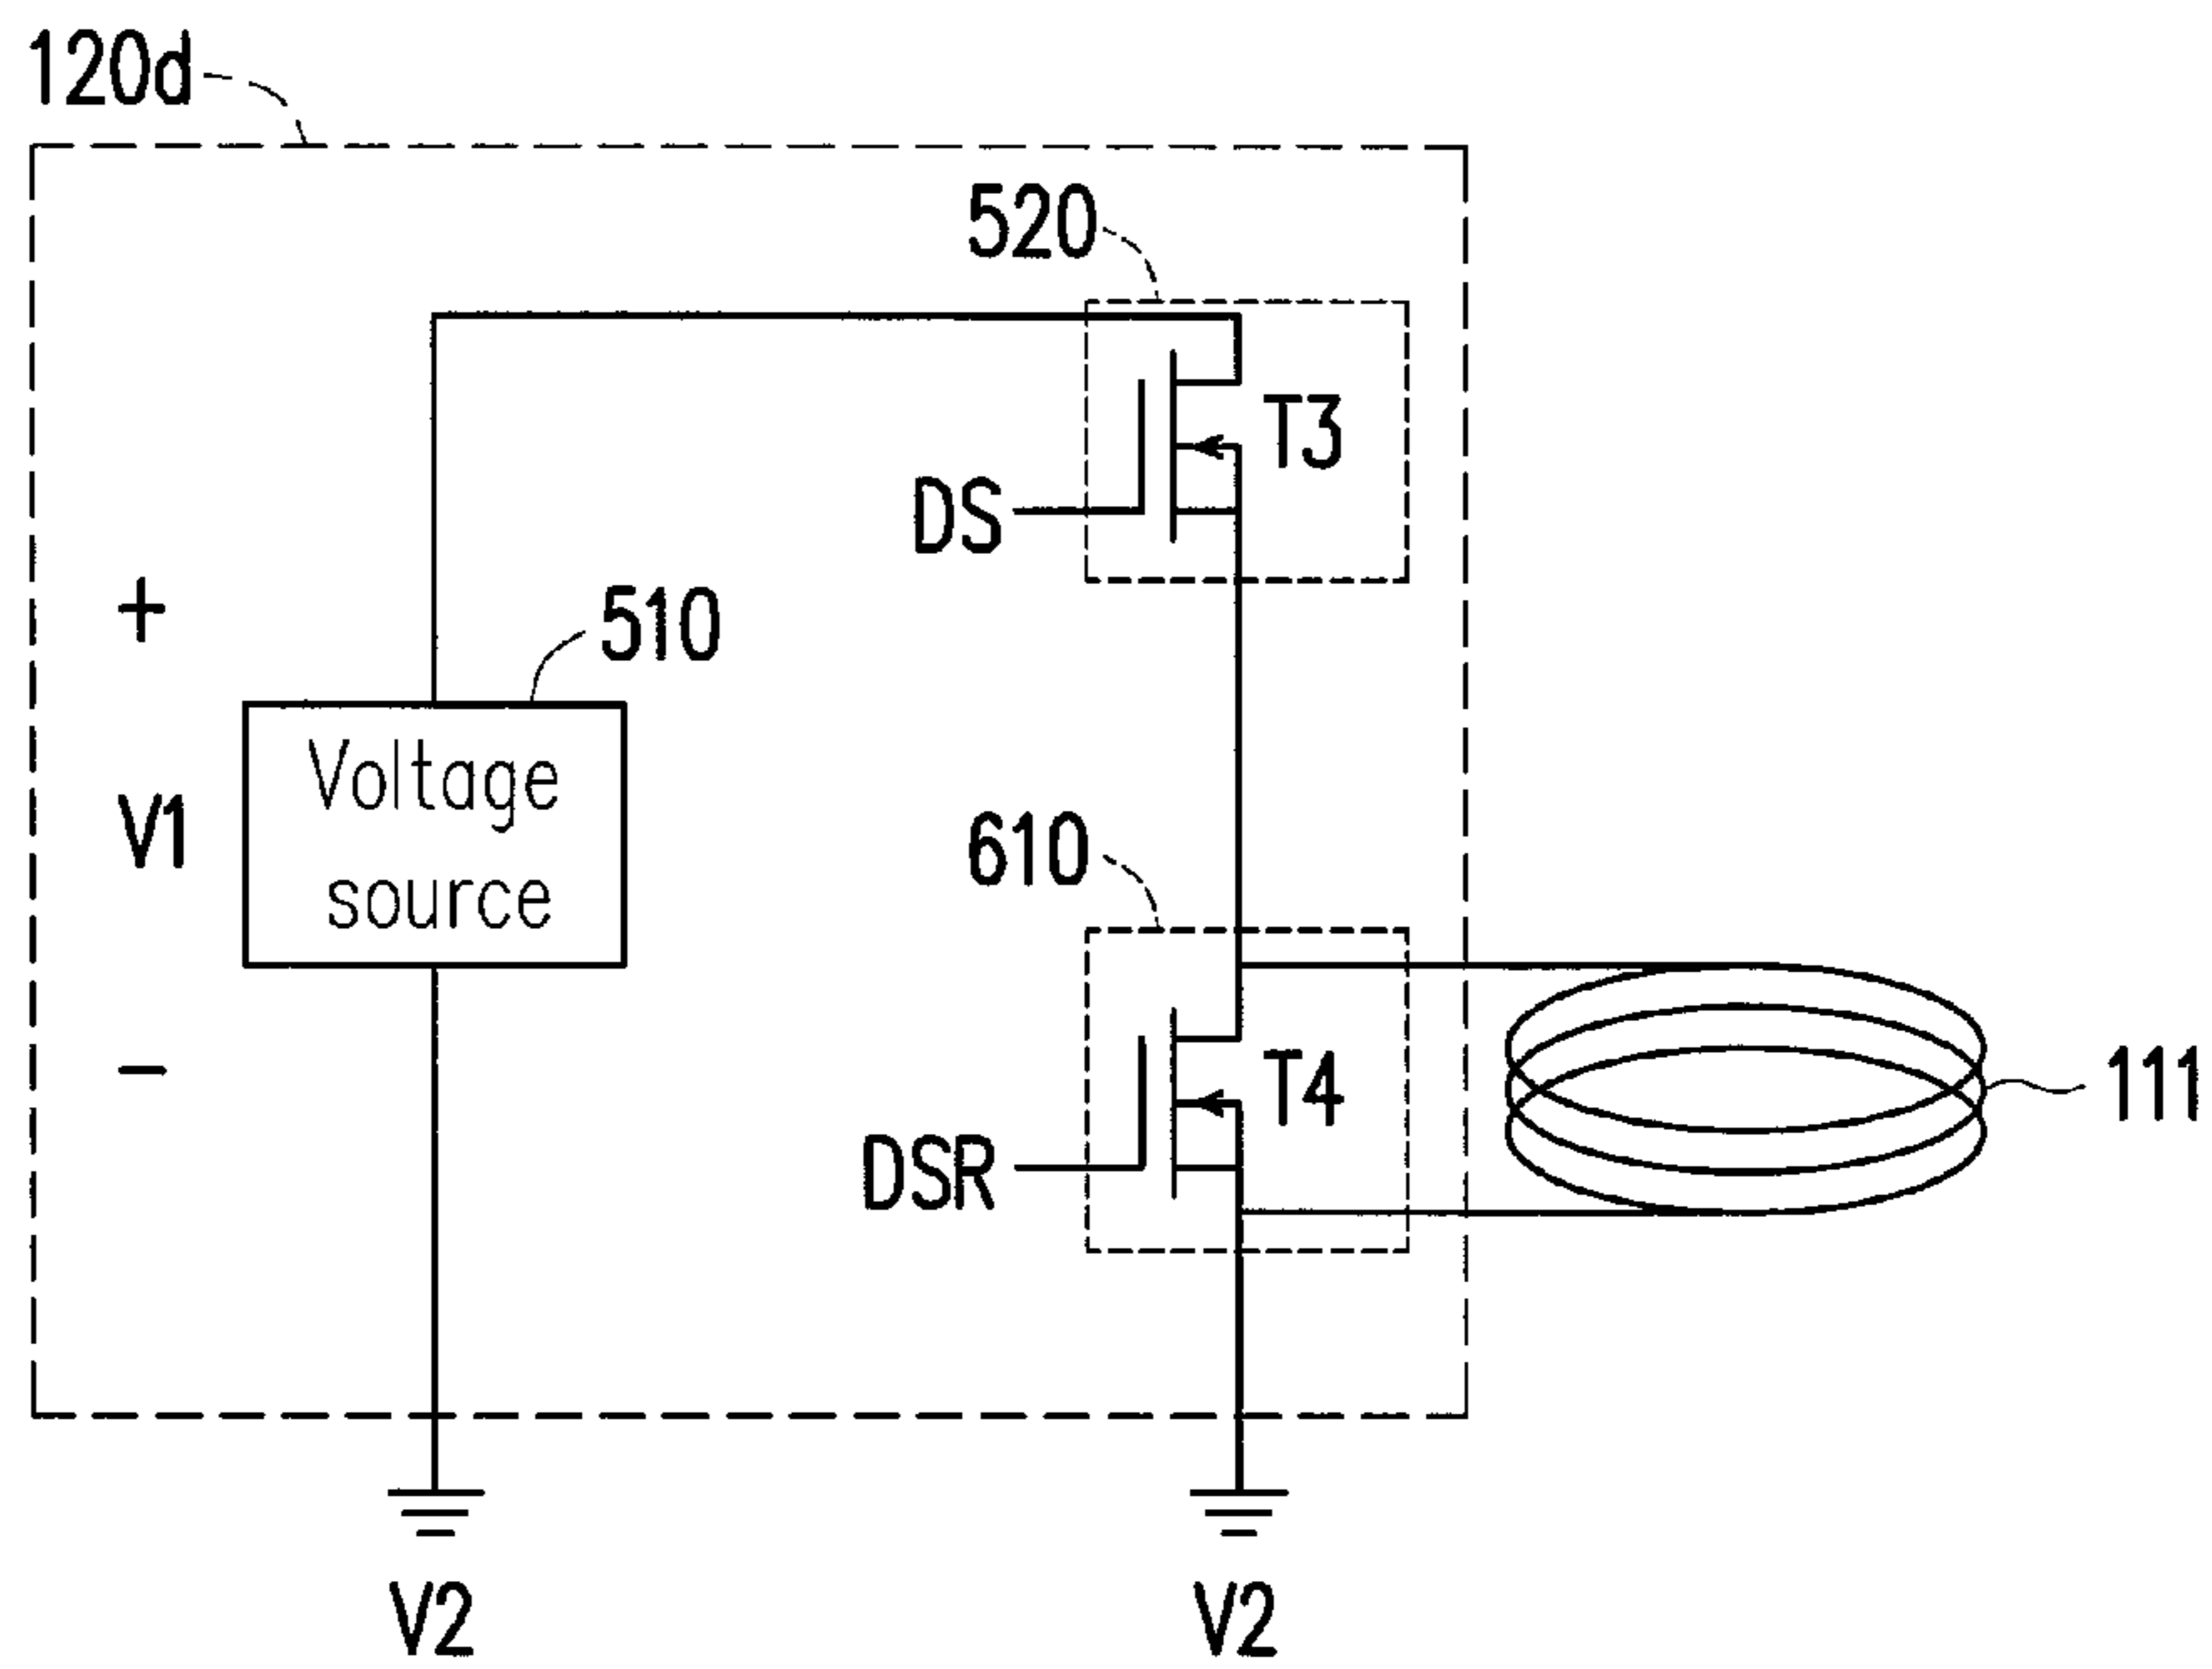 120d
520
T3
DS
+
510
Voltage
source
V1
610
−
T4
111
DSR
V2
V2